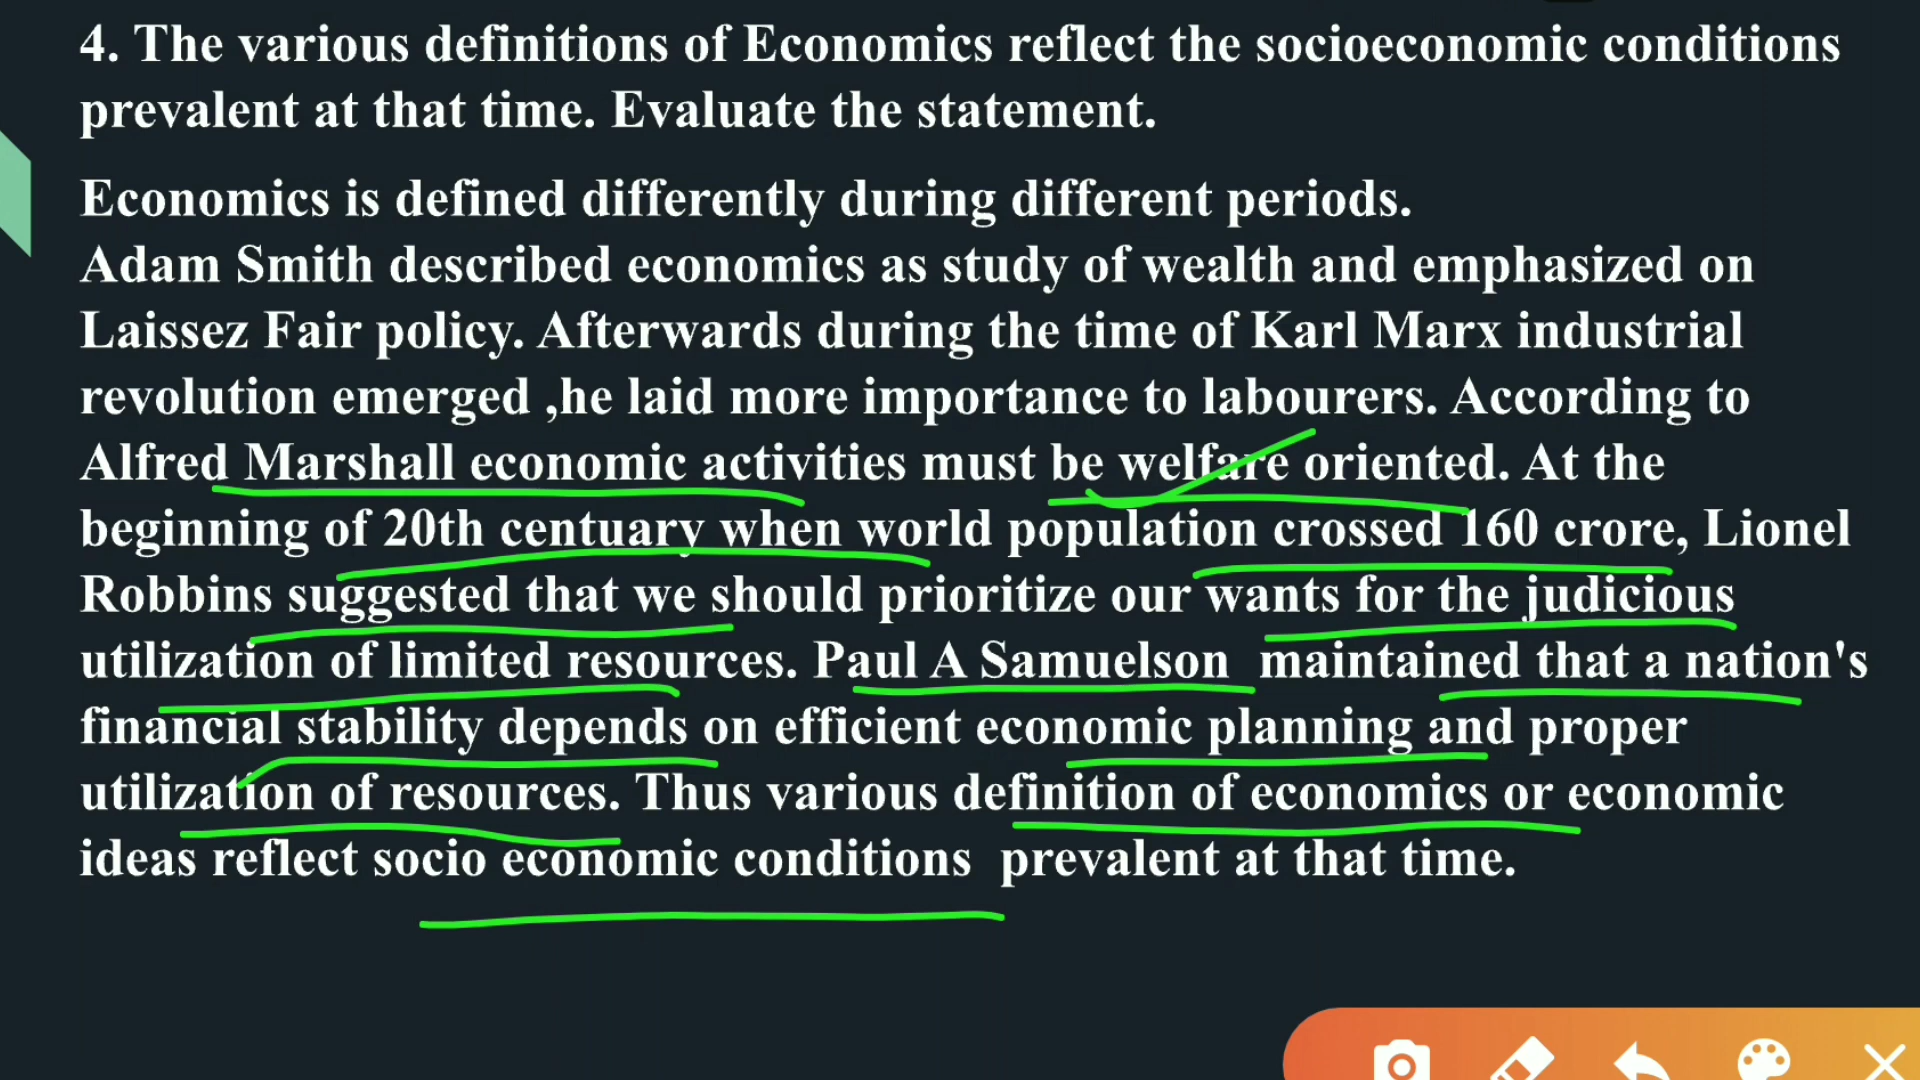 4. The various definitions of Economics reflect the socioeconomic conditions
prevalent at that time. Evaluate the statement.
Economics is defined differently during different periods.
Adam Smith described economics as study of wealth and emphasized on
Laissez Fair policy. Afterwards during the time of Karl Marx industrial
revolution emerged ,he laid more importance to labourers. According to
Alfred Marshall economic activities must be welfare oriented. At the
beginning of 20th centuary when world population crossed 160 crore, Lionel
Robbins suggested that we should prioritize our wants for the judicious
utilization of limited resources. Paul A Samuelson maintained that a nation's
financial stability depends on efficient economic planning and proper
utilization of resources. Thus various definition of economics or economic
ideas reflect socio economic conditions prevalent at that time.